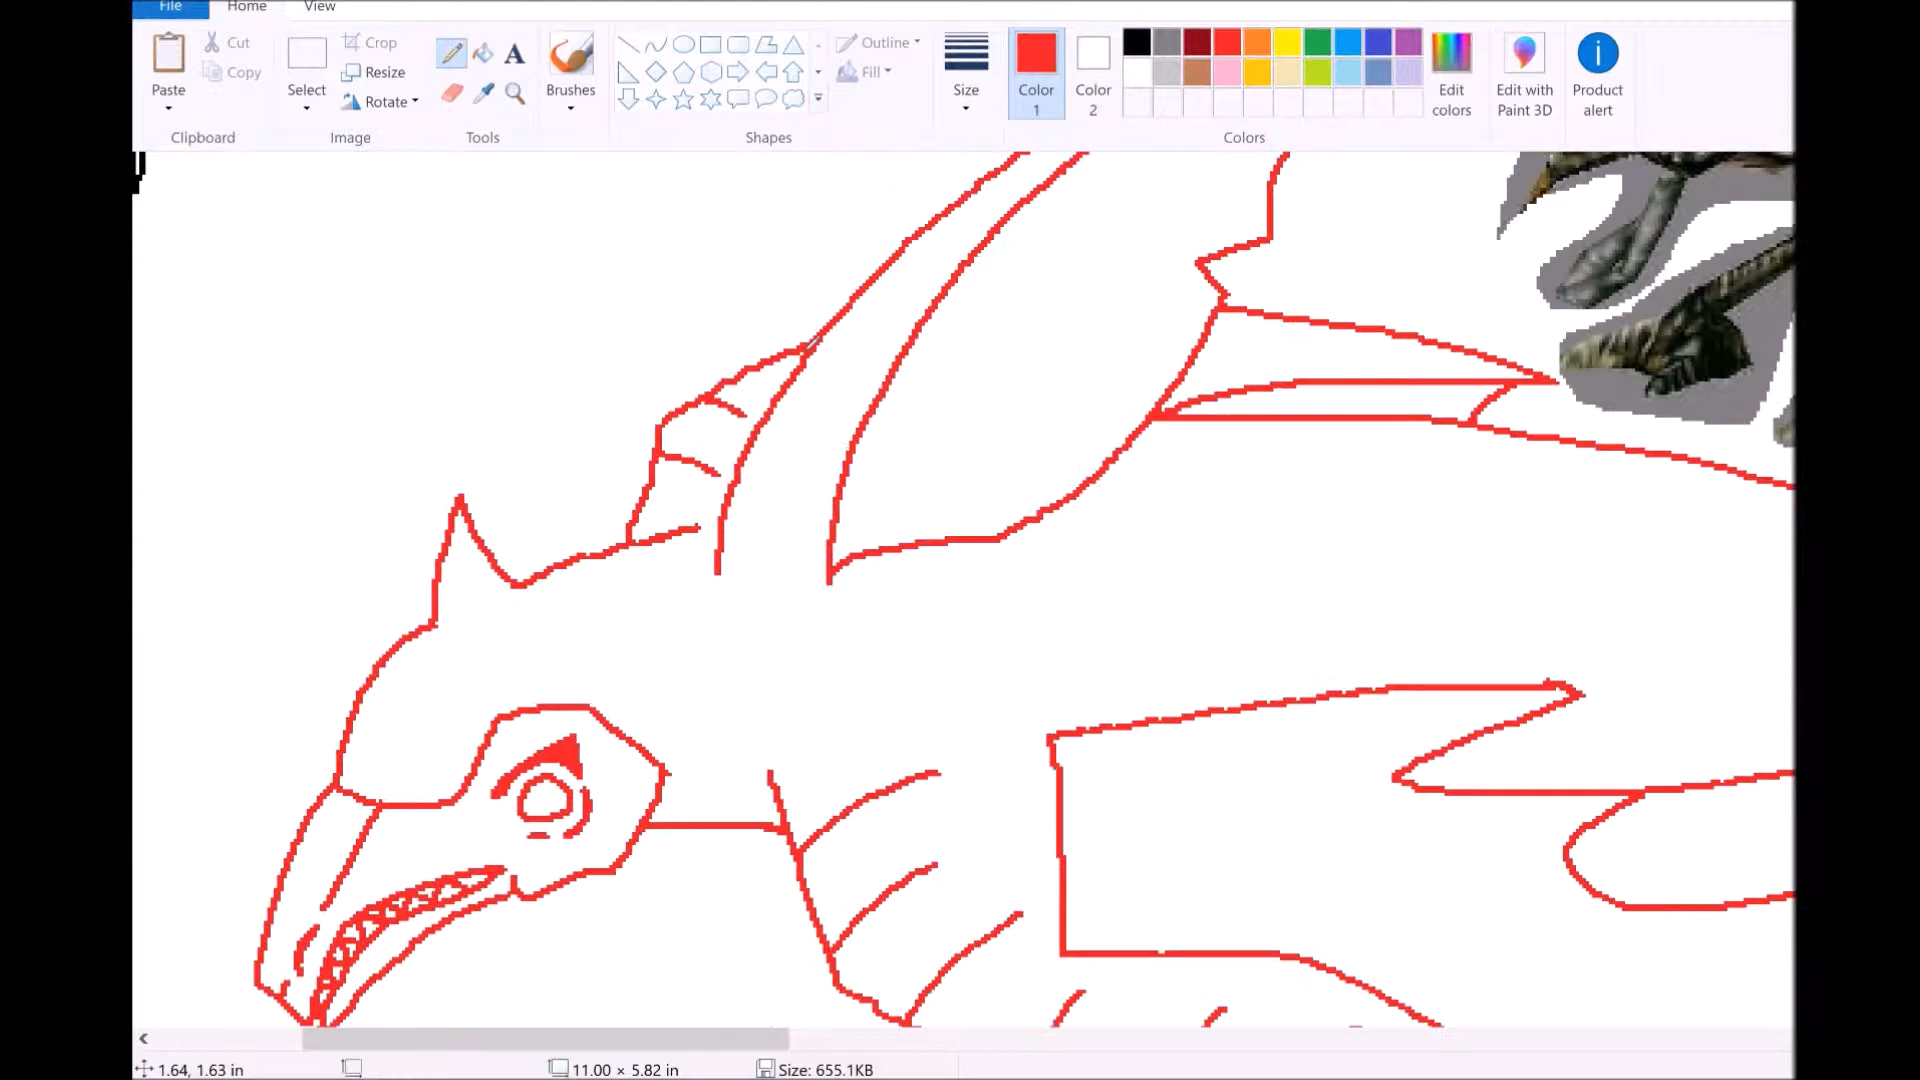 File Home View
Paste
Cut
Copy
Clipboard
Select
Crop
Resize
Rotate
Image
A
Tools
Brushes
Outline
Fill
Shapes
Size
Color 1
Color 2
Edit colors
Colors
Edit with Paint 3D
Product alert
1.64, 1.63 in
11.00 × 5.82 in
Size: 655.1KB